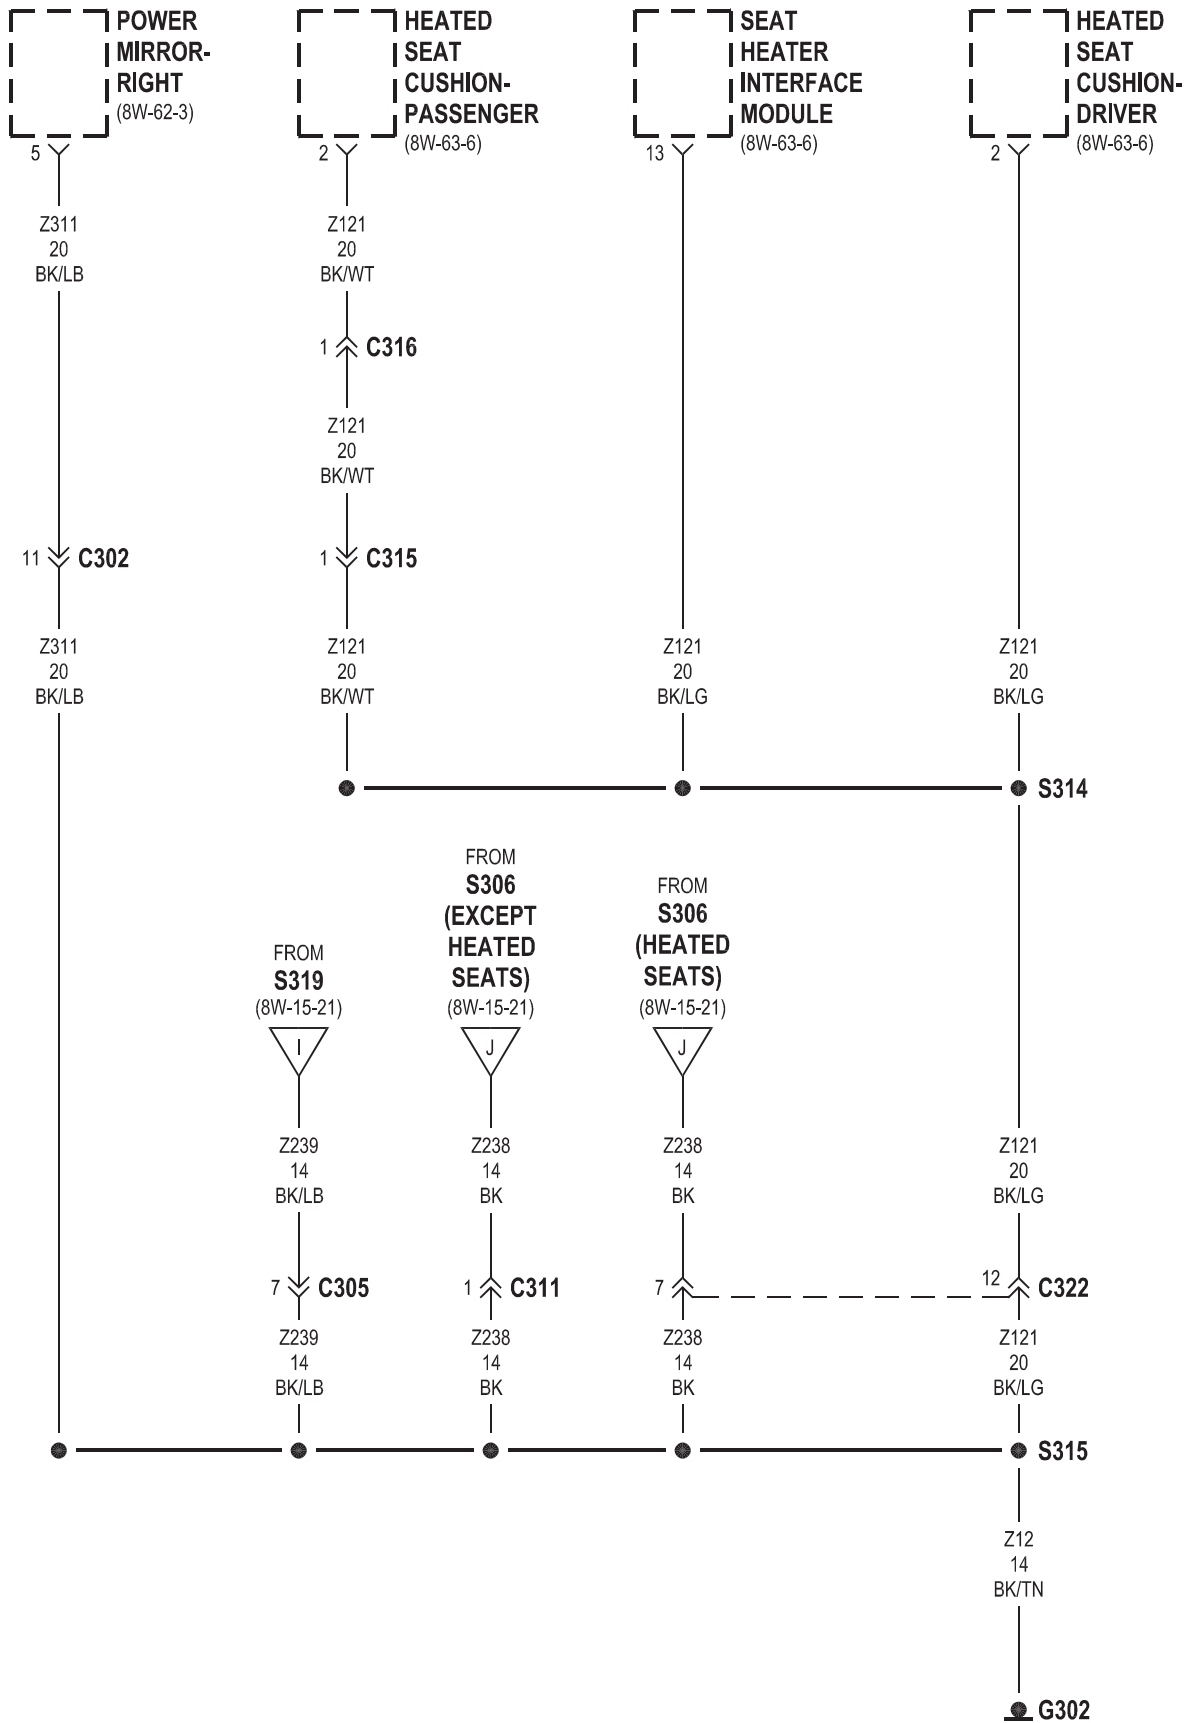 POWER
MIRROR-
RIGHT
(8W-62-3)
HEATED
SEAT
CUSHION-
PASSENGER
(8W-63-6)
SEAT
HEATER
INTERFACE
MODULE
(8W-63-6)
HEATED
SEAT
CUSHION-
DRIVER
(8W-63-6)
5
2
13
2
Z311
20
BK/LB
Z121
20
BK/WT
1 C316
Z121
20
BK/WT
11 C302
1 C315
Z311
20
BK/LB
Z121
20
BK/WT
Z121
20
BK/LG
Z121
20
BK/LG
S314
FROM
S319
(8W-15-21)
I
FROM
S306
(EXCEPT
HEATED
SEATS)
(8W-15-21)
J
FROM
S306
(HEATED
SEATS)
(8W-15-21)
J
Z239
14
BK/LB
Z238
14
BK
Z238
14
BK
Z121
20
BK/LG
7 C305
1 C311
7
12 C322
Z239
14
BK/LB
Z238
14
BK
Z238
14
BK
Z121
20
BK/LG
S315
Z12
14
BK/TN
G302